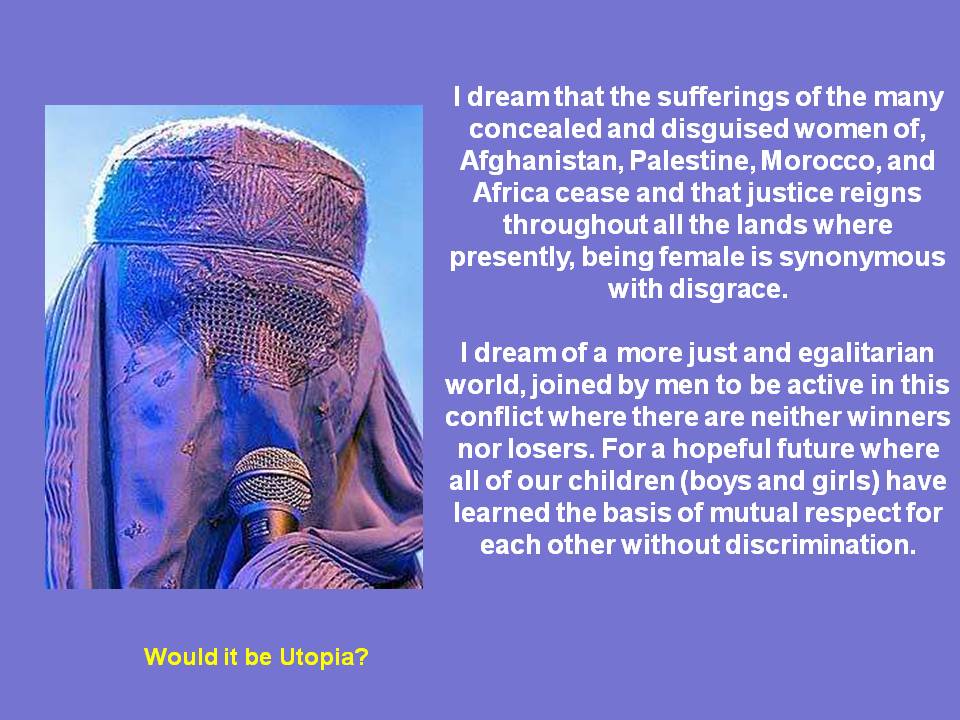 I dream that the sufferings of the many
concealed and disguised women of,
Afghanistan, Palestine, Morocco, and
Africa cease and that justice reigns
throughout all the lands where
presently, being female is synonymous
with disgrace.
I dream of a more just and egalitarian
world, joined by men to be active in this
conflict where there are neither winners
nor losers. For a hopeful future where
all of our children (boys and girls) have
learned the basis of mutual respect for
each other without discrimination.
Would it be Utopia?